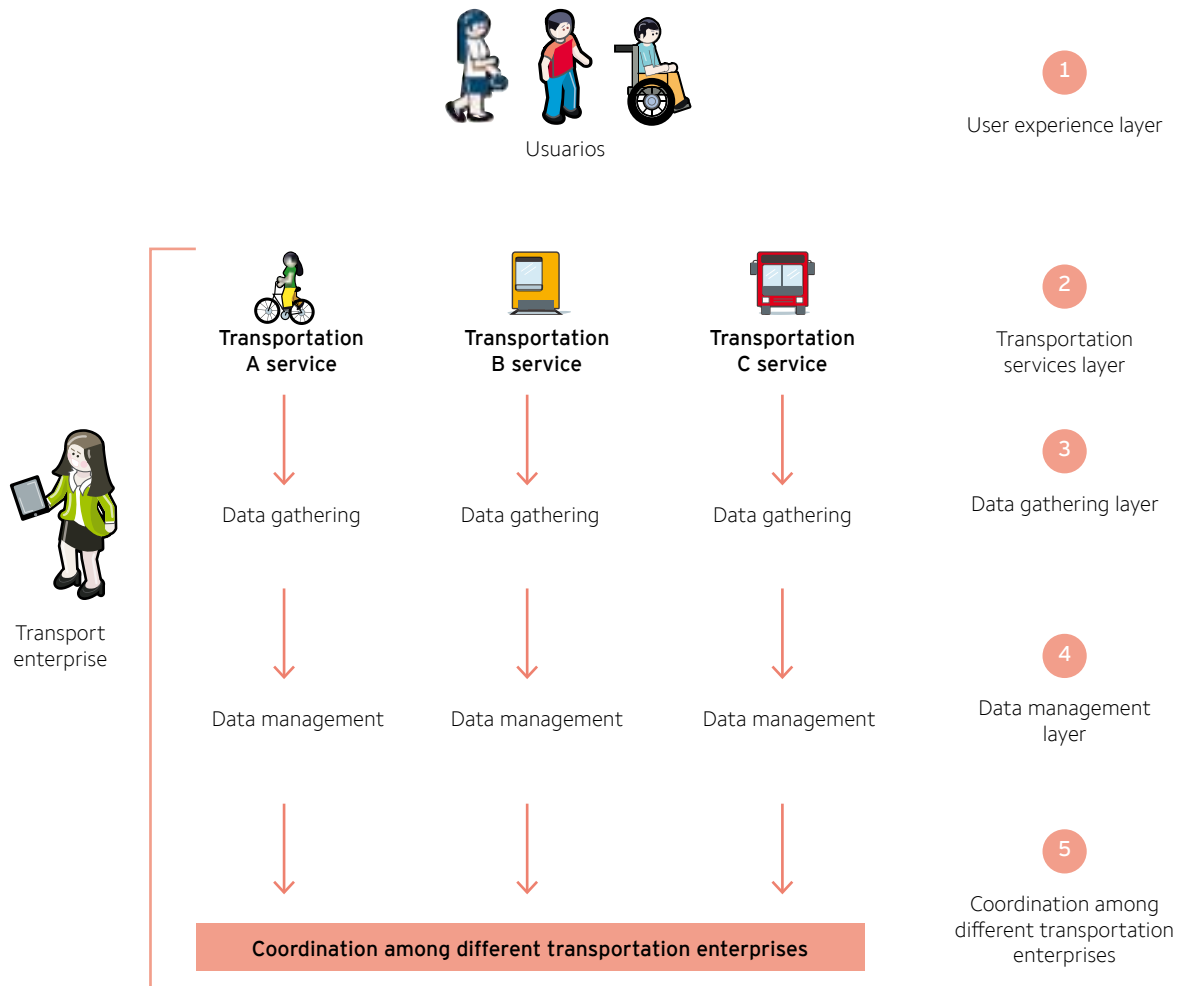 1
User experience layer
Usuarios
Transportation
A service
Transportation
B service
Transportation
C service
2
Transportation
services layer
3
Data gathering
Data gathering
Data gathering
Data gathering layer
Transport
enterprise
4
Data management
Data management
Data management
Data management
layer
5
Coordination among different transportation enterprises
Coordination among
different transportation
enterprises